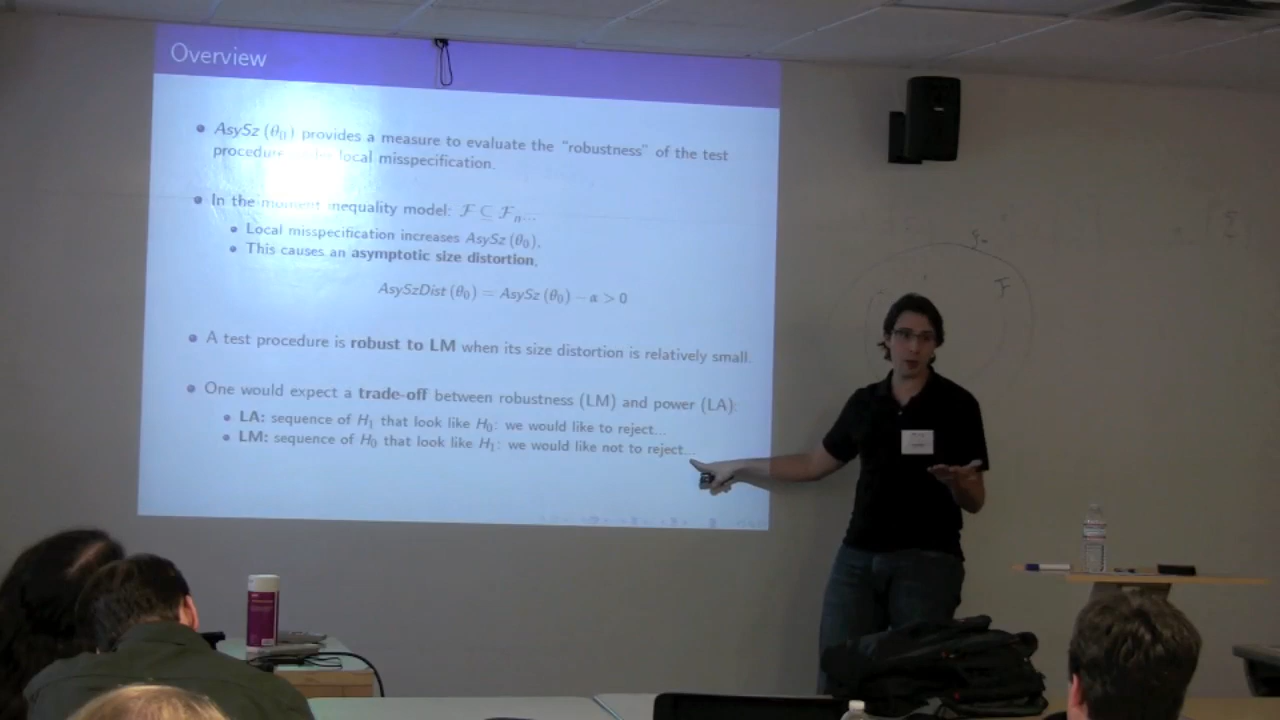 Overview
AsySz (θ₀) provides a measure to evaluate the "robustness" of the test
procedure local misspecification.
In the moment inequality model: ℱ ⊆ ℱₙ...
Local misspecification increases AsySz (θ₀),
This causes an asymptotic size distortion,
AsySzDist (θ₀) = AsySz (θ₀) − α > 0
A test procedure is robust to LM when its size distortion is relatively small.
One would expect a trade-off between robustness (LM) and power (LA):
LA: sequence of H₁ that look like H₀: we would like to reject...
LM: sequence of H₀ that look like H₁: we would like not to reject...
ℱ